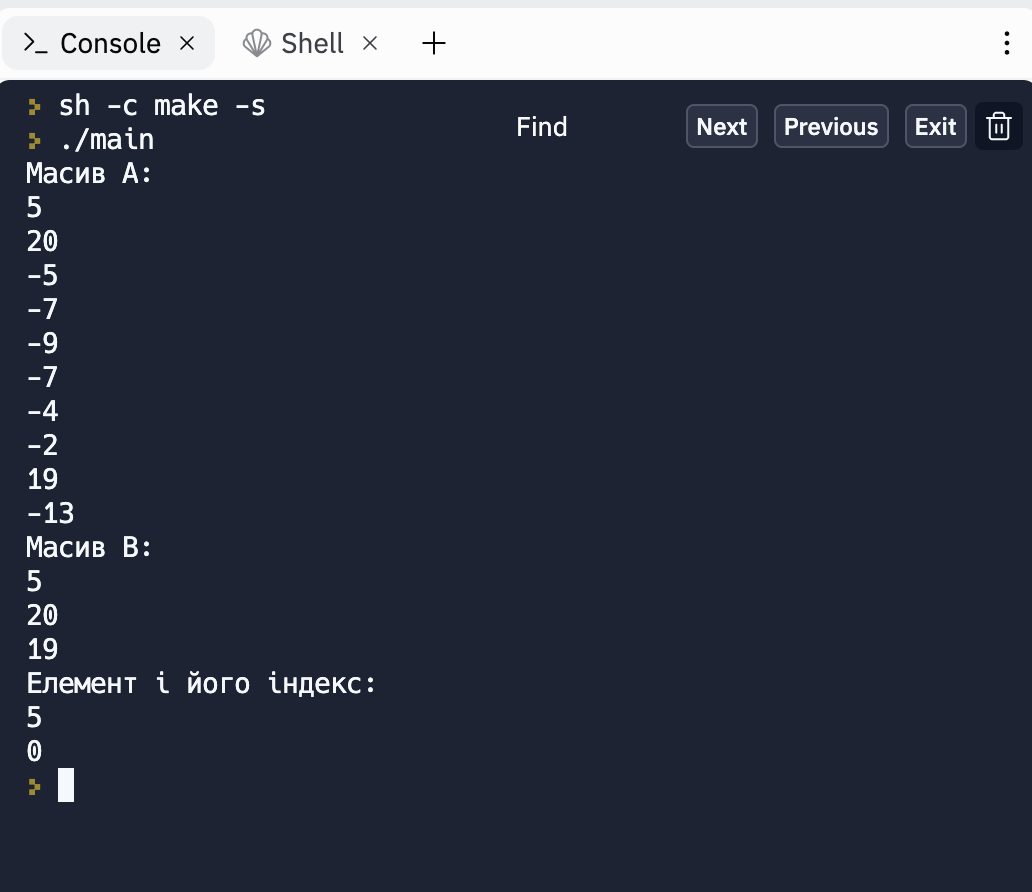 Console
Shell
sh -c make -s
./main
Find
Next
Previous
Exit
Масив A:
5
20
-5
-7
-9
-7
-4
-2
19
-13
Масив B:
5
20
19
Елемент і його індекс:
5
0